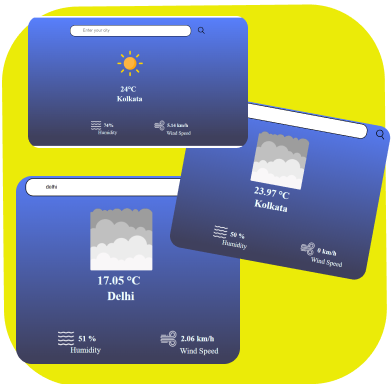 Enter your city
24°C
Kolkata
74%
Humidity
5.14 km/h
Wind Speed
23.97 °C
Kolkata
50 %
Humidity
0 km/h
Wind Speed
delhi
17.05 °C
Delhi
51 %
Humidity
2.06 km/h
Wind Speed